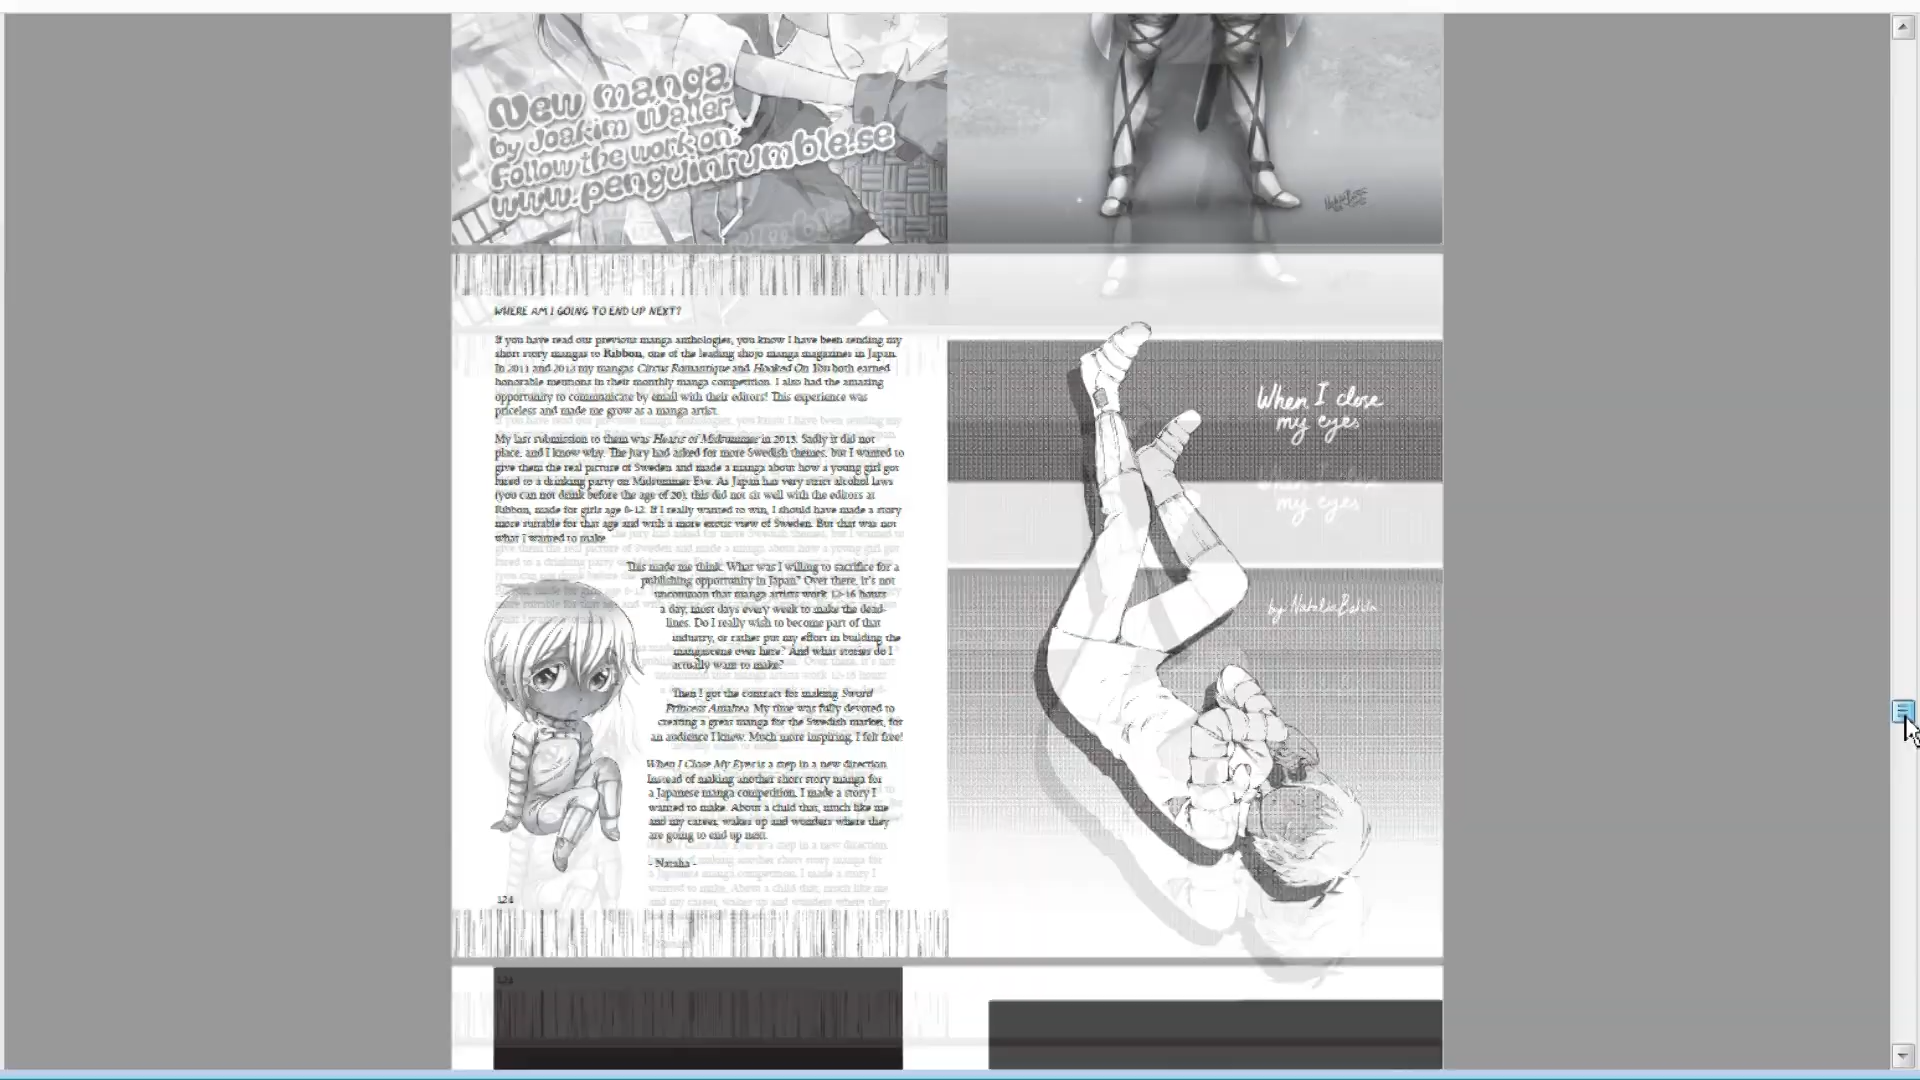 New manga
by Joakim Waller
Follow the work on:
www.penguinrumble.se
WHERE AM I GOING TO END UP NEXT?
If you have read our previous manga anthologies, you know I have been sending my
short story mangas to Ribbon, one of the leading shojo manga magazines in Japan.
In 2011 and 2012 my mangas Circus Romantique and Hooked On You both earned
honorable mentions in their monthly manga competition. I also had the amazing
opportunity to communicate by email with their editors! This experience was
priceless and made me grow as a manga artist.
My last submission to them was Hearts of Midsummer in 2013. Sadly it did not
place, and I know why. The jury had asked for more Swedish themes, but I wanted to
give them the real picture of Sweden and made a manga about how a young girl got
lured to a drinking party on Midsummer Eve. As Japan has very strict alcohol laws
(you can not drink before the age of 20), this did not sit well with the editors at
Ribbon, made for girls age 8-12. If I really wanted to win, I should have made a story
more suitable for that age and with a more exotic view of Sweden. But that was not
what I wanted to make.
This made me think. What was I willing to sacrifice for a
publishing opportunity in Japan? Over there, it's not
uncommon that manga artists work 12-16 hours
a day, most days every week to make the dead-
lines. Do I really wish to become part of that
industry, or rather put my effort in building the
mangascene over here? And what stories do I
actually want to make?
Then I got the contract for making Sword
Princess Amaltea. My time was fully devoted to
creating a great manga for the Swedish market, for
an audience I knew. Much more inspiring, I felt free!
When I Close My Eyes is a step in a new direction.
Instead of making another short story manga for
a Japanese manga competition, I made a story I
wanted to make. About a child that, much like me
and my career, wakes up and wonders where they
are going to end up next.
- Natalia -
124
When I close
my eyes
by Natalia Batista